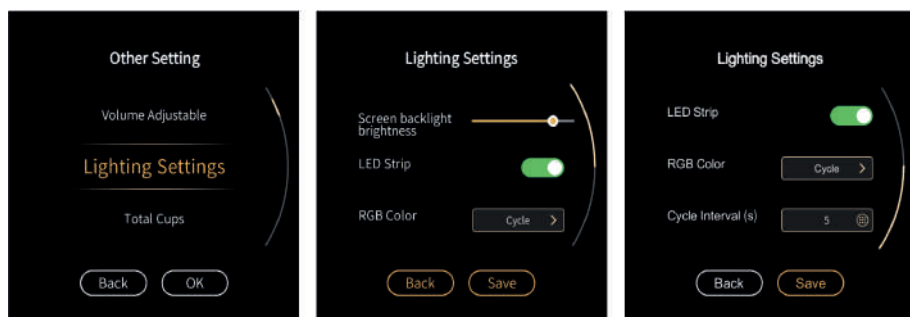 Other Setting
Volume Adjustable
Lighting Settings
Total Cups
Back OK
Lighting Settings
Screen backlight
brightness
LED Strip
RGB Color Cycle >
Back Save
Lighting Settings
LED Strip
RGB Color Cycle >
Cycle Interval (s) 5
Back Save